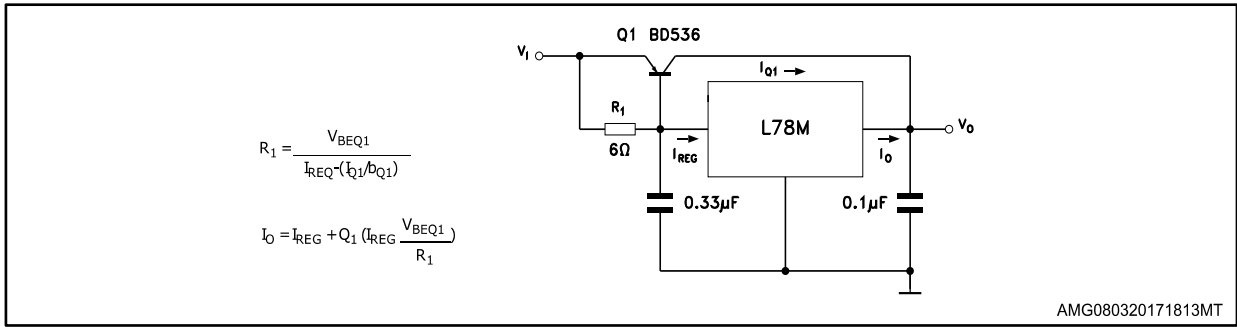 Q1 BD536
V_I
I_Q1
R₁
L78M
V_O
6Ω
I_REG
I_O
R₁ = V_BEQ1 / I_REQ-(I_Q1/b_Q1)
0.33µF
0.1µF
I_O = I_REG + Q₁ (I_REG V_BEQ1 / R₁)
AMG080320171813MT